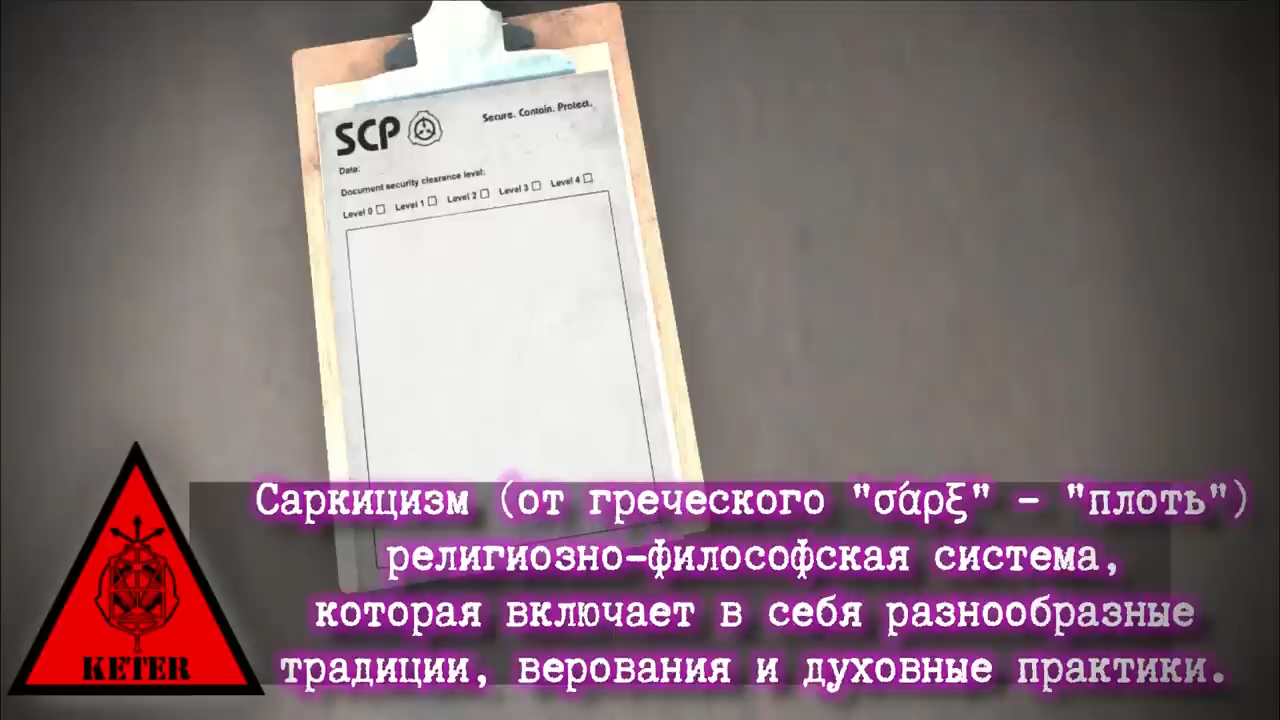 SCP
Secure. Contain. Protect.
Date:
Document security clearance level:
Level 0 Level 1 Level 2 Level 3 Level 4
Саркицизм (от греческого "σάρξ" - "плоть")
религиозно-философская система,
которая включает в себя разнообразные
традиции, верования и духовные практики.
KETER